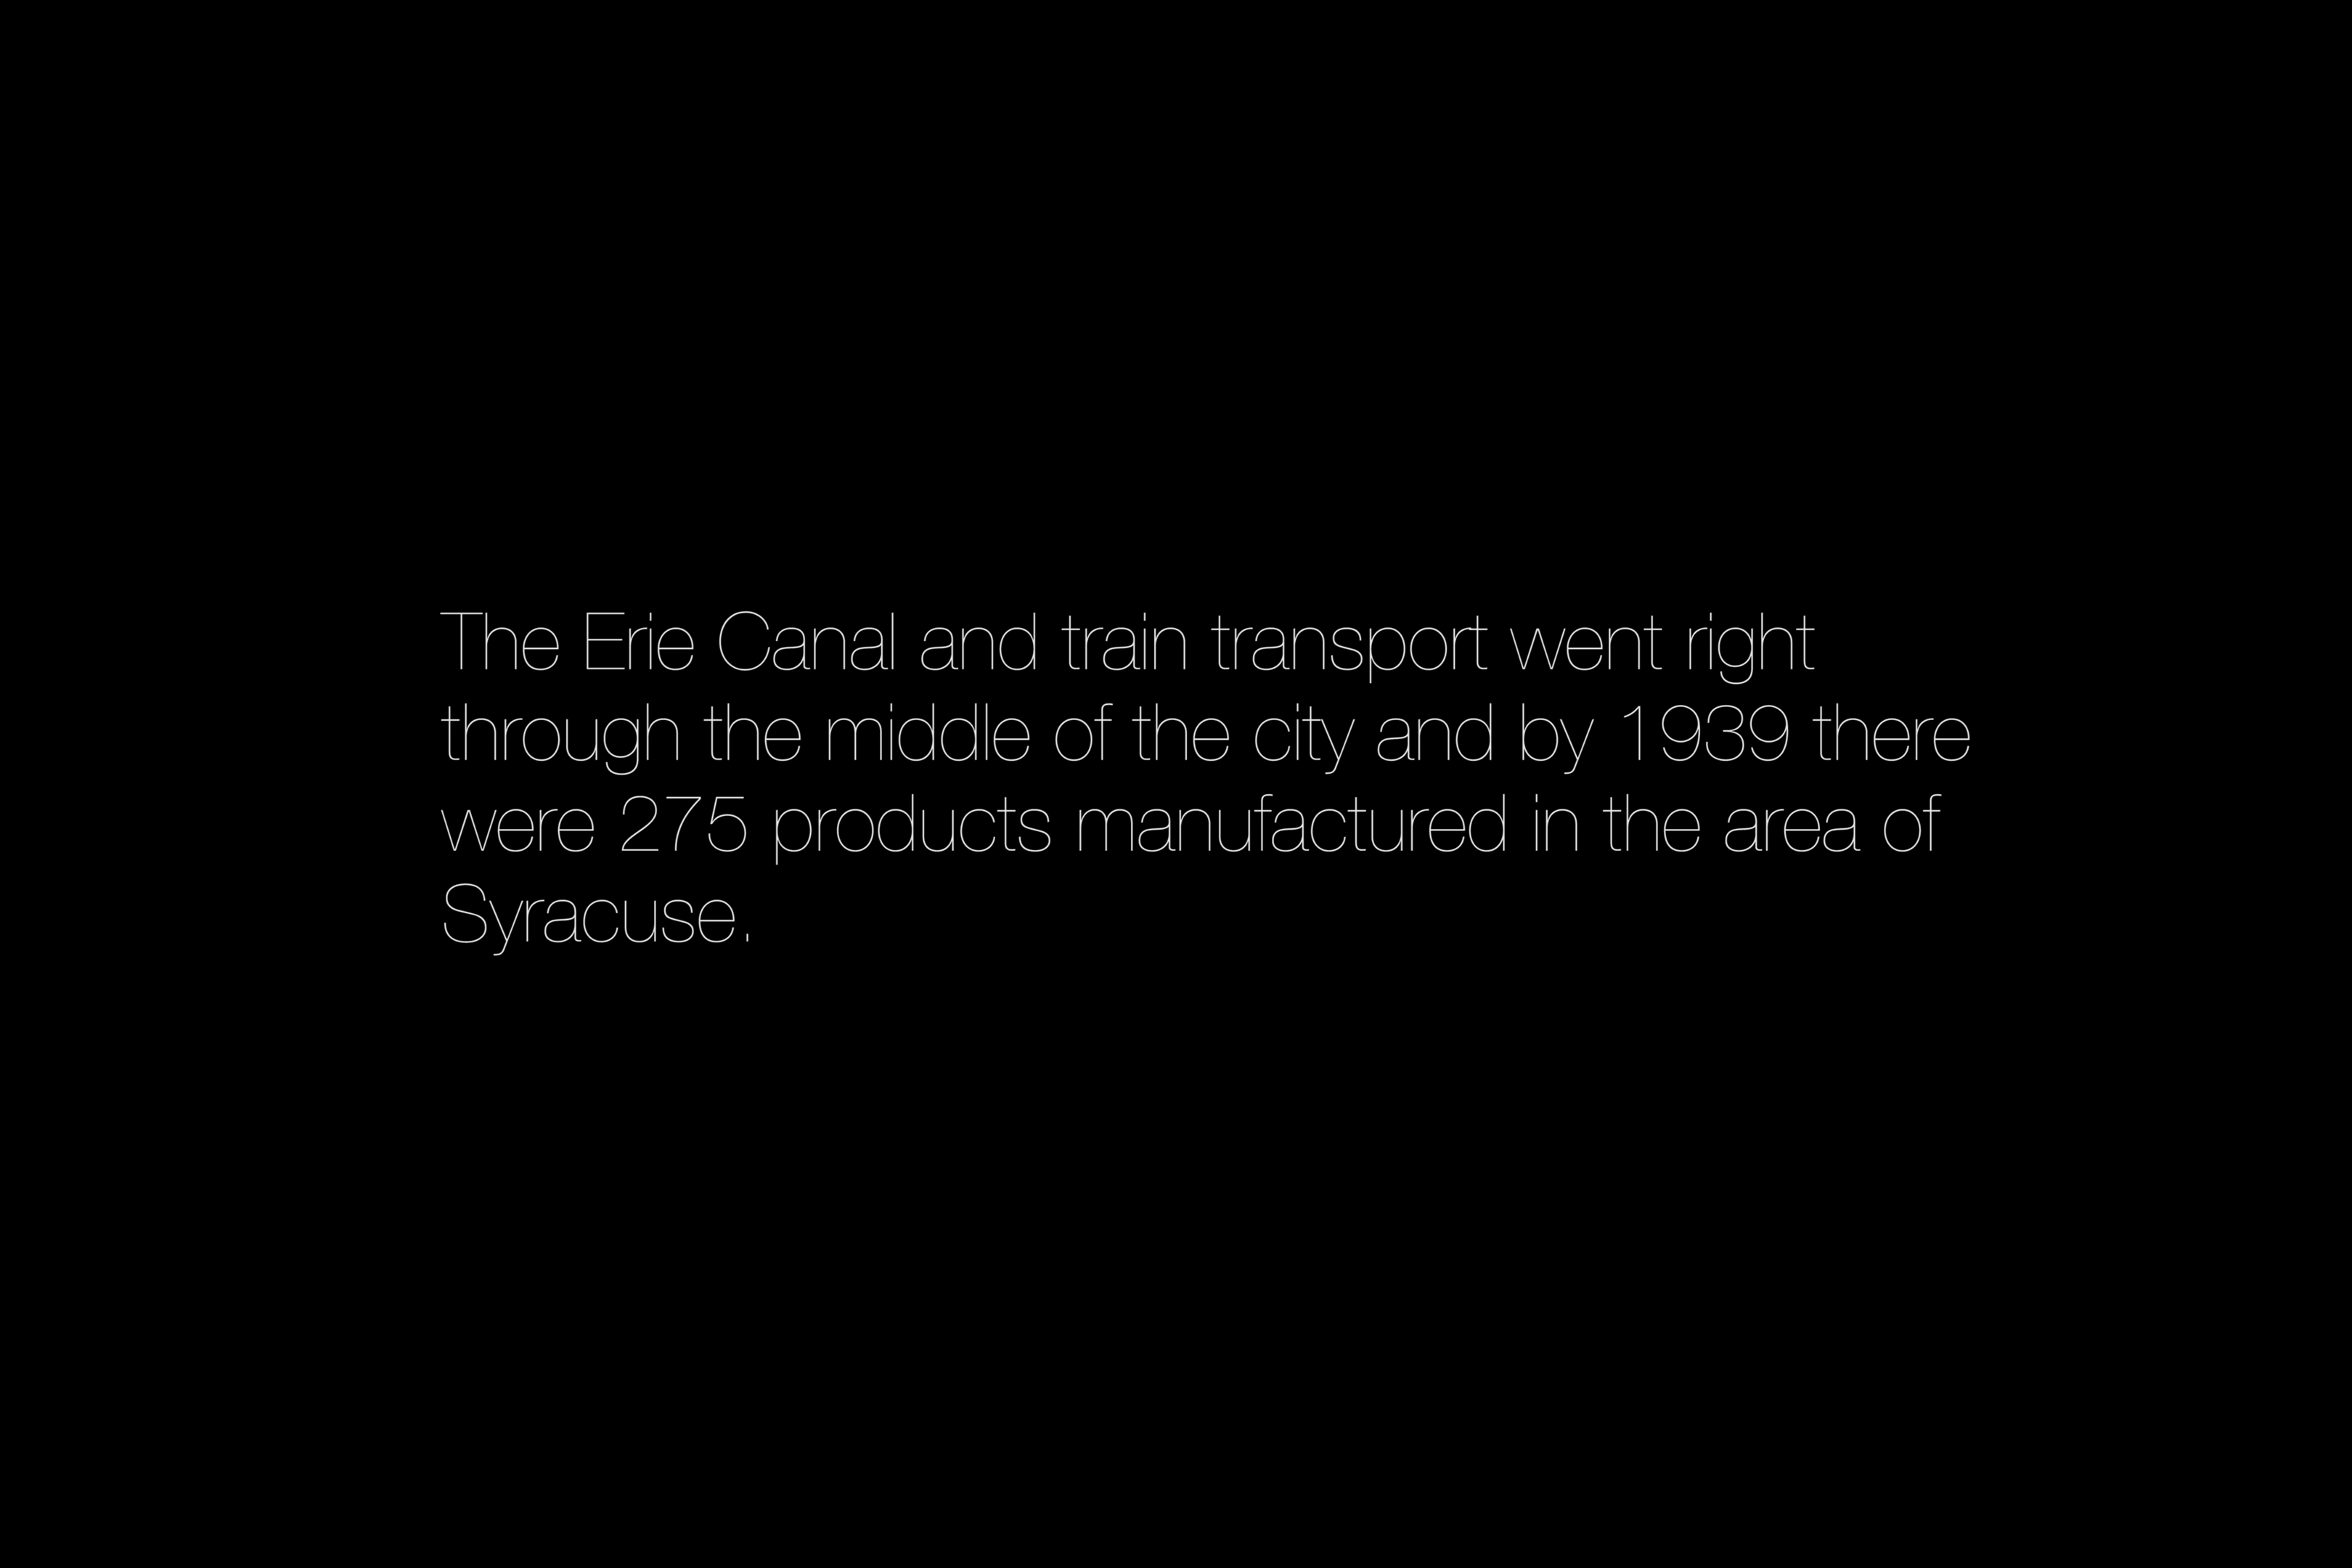 The Erie Canal and train transport went right
through the middle of the city and by 1939 there
were 275 products manufactured in the area of
Syracuse.